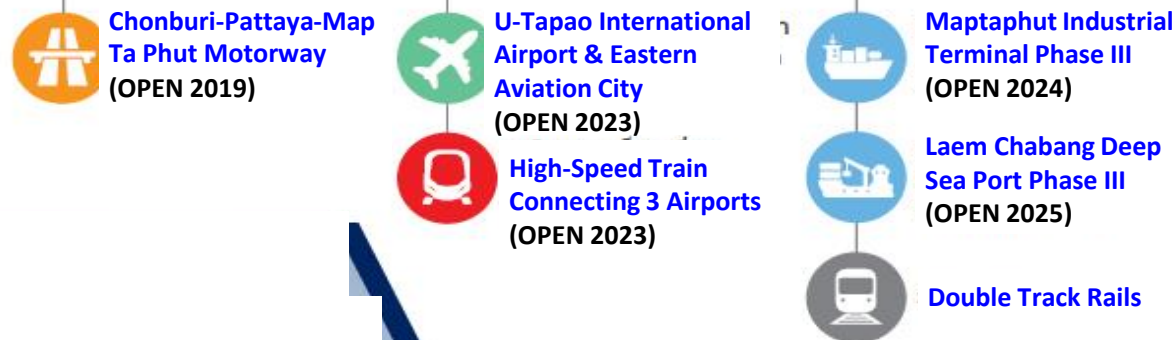 Chonburi-Pattaya-Map
Ta Phut Motorway
(OPEN 2019)
U-Tapao International
Airport & Eastern
Aviation City
(OPEN 2023)
High-Speed Train
Connecting 3 Airports
(OPEN 2023)
Maptaphut Industrial
Terminal Phase III
(OPEN 2024)
Laem Chabang Deep
Sea Port Phase III
(OPEN 2025)
Double Track Rails